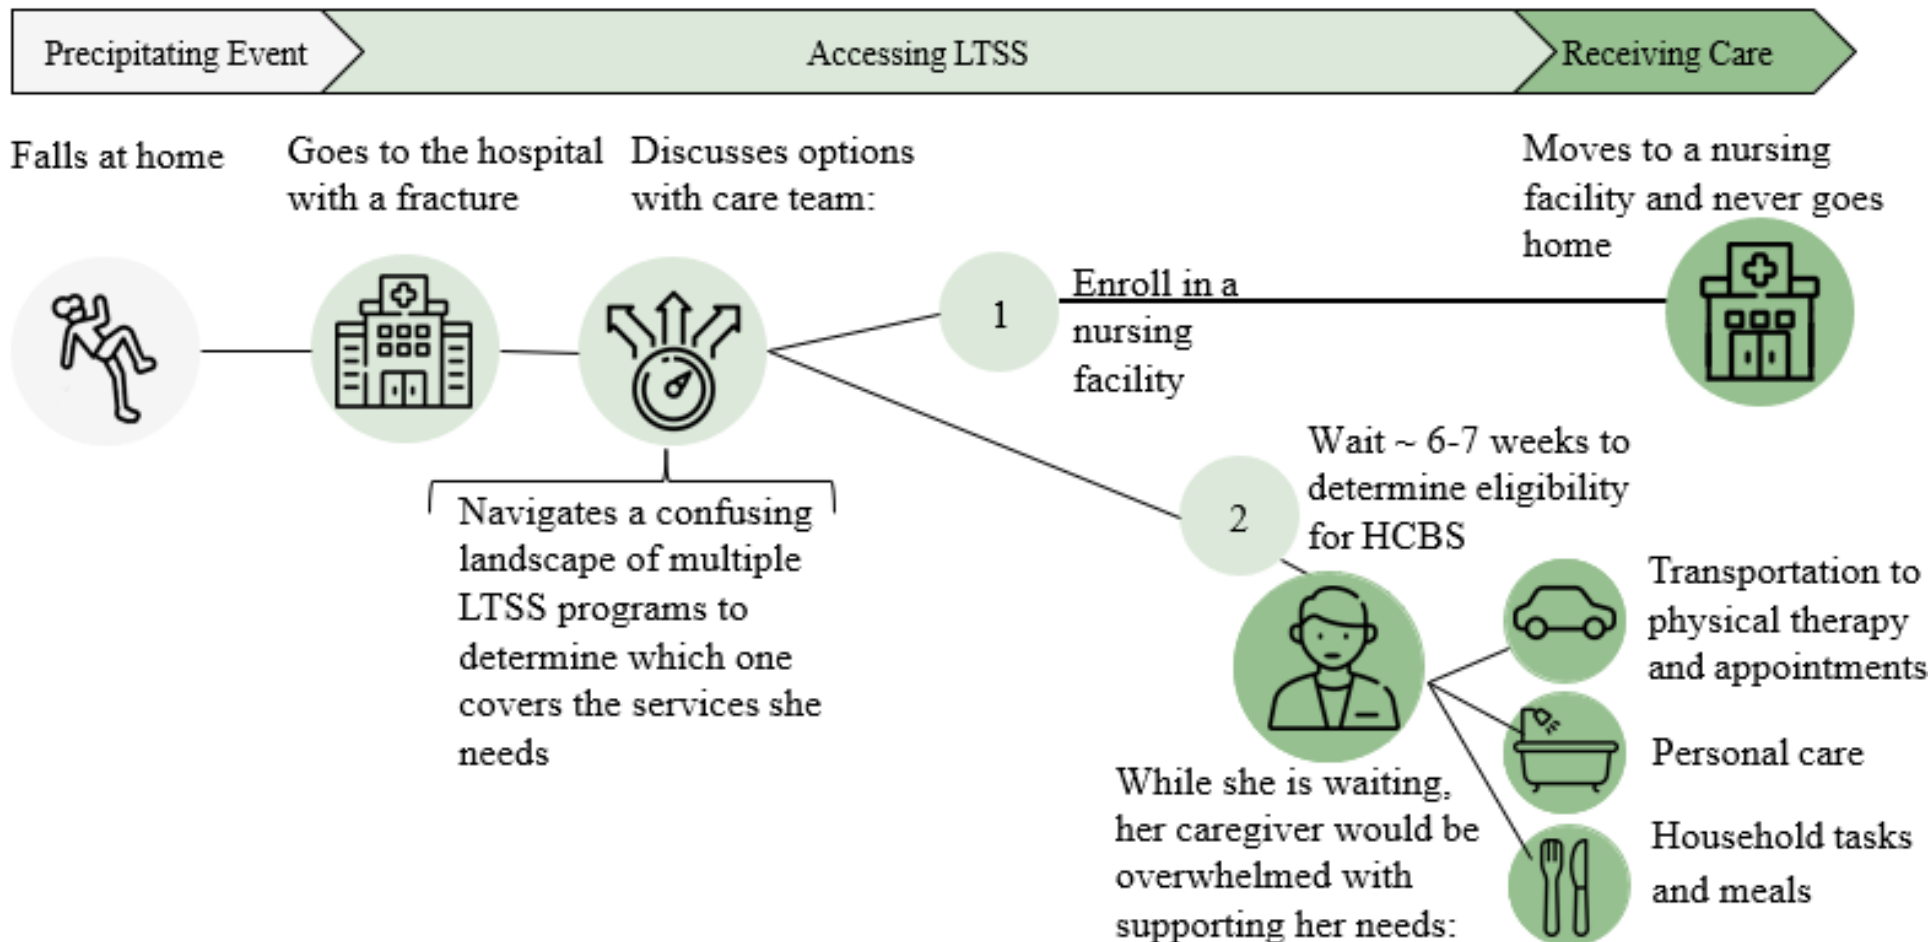 Precipitating Event
Accessing LTSS
Receiving Care
Falls at home
Goes to the hospital
with a fracture
Discusses options
with care team:
Moves to a nursing
facility and never goes
home
1
Enroll in a
nursing
facility
Navigates a confusing
landscape of multiple
LTSS programs to
determine which one
covers the services she
needs
2
Wait ~ 6-7 weeks to
determine eligibility
for HCBS
While she is waiting,
her caregiver would be
overwhelmed with
supporting her needs:
Transportation to
physical therapy
and appointments
Personal care
Household tasks
and meals